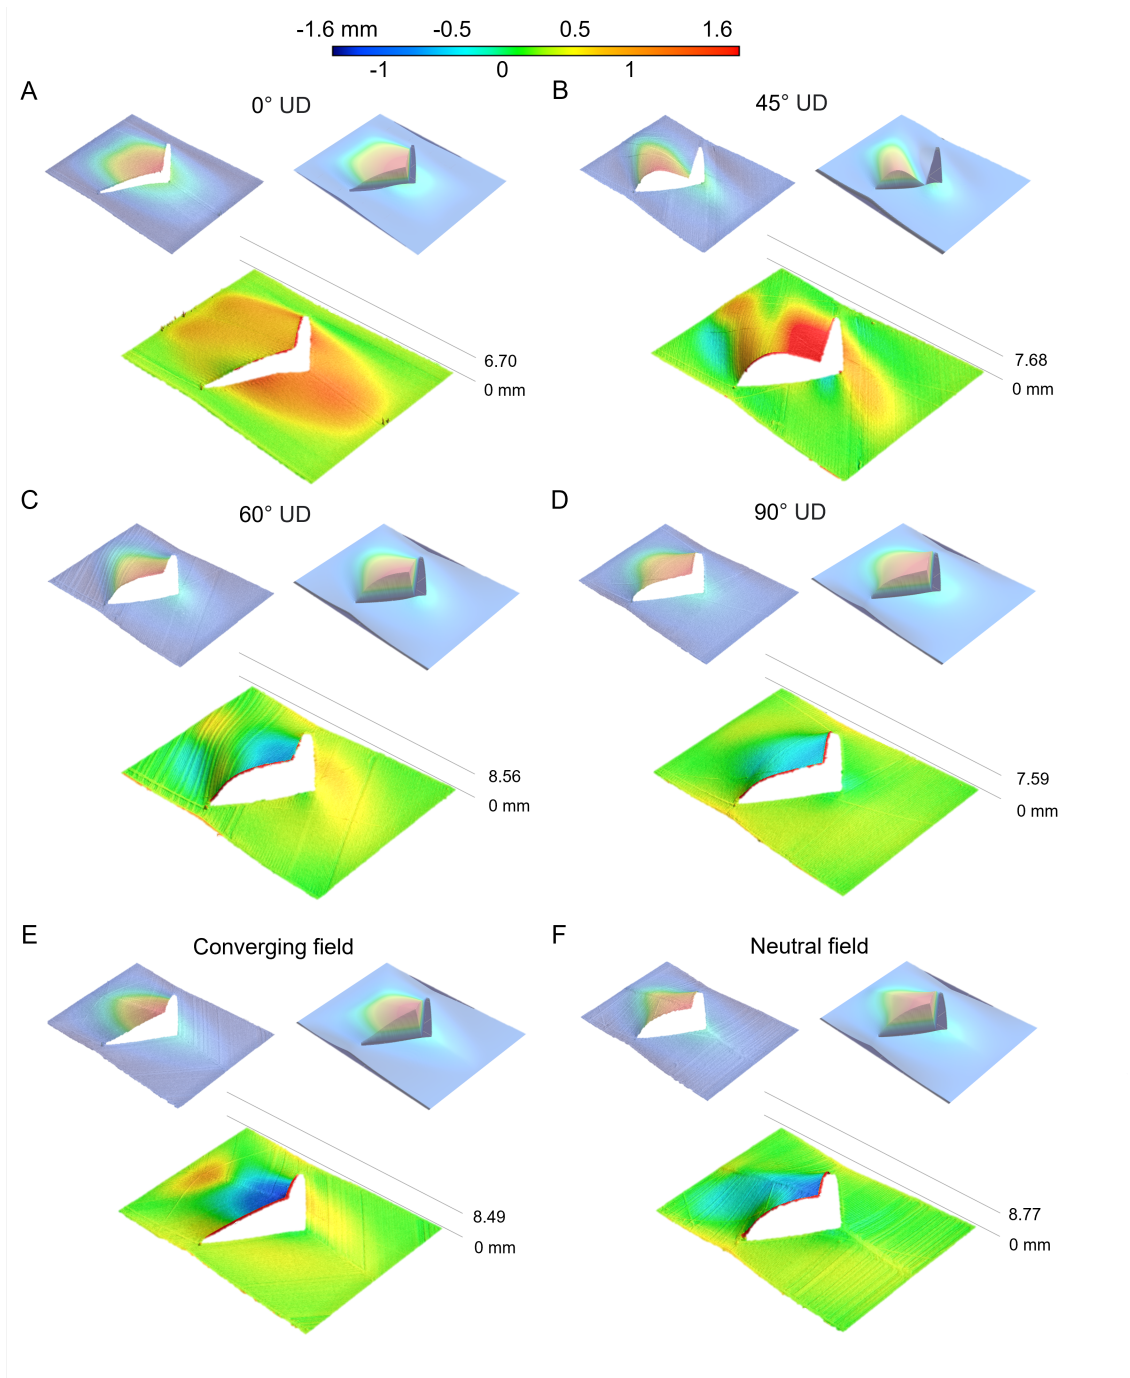 -1.6 mm -0.5 0.5 1.6
-1 0 1
A 0° UD
B 45° UD
6.70
0 mm
7.68
0 mm
C 60° UD
D 90° UD
8.56
0 mm
7.59
0 mm
E Converging field
F Neutral field
8.49
0 mm
8.77
0 mm